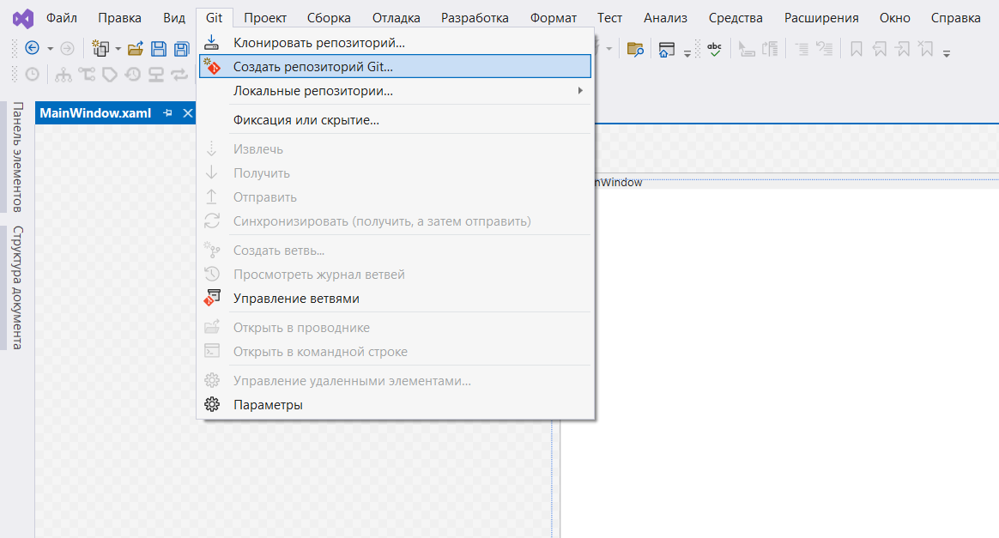 Файл Правка Вид Git Проект Сборка Отладка Разработка Формат Тест Анализ Средства Расширения Окно Справка
Клонировать репозиторий...
abc
Создать репозиторий Git...
Локальные репозитории...
MainWindow.xaml
Фиксация или скрытие...
Извлечь
Получить
nWindow
Отправить
Синхронизировать (получить, а затем отправить)
Создать ветвь...
Просмотреть журнал ветвей
Управление ветвями
Открыть в проводнике
Открыть в командной строке
Управление удаленными элементами...
Параметры
Панель элементов
Структура документа